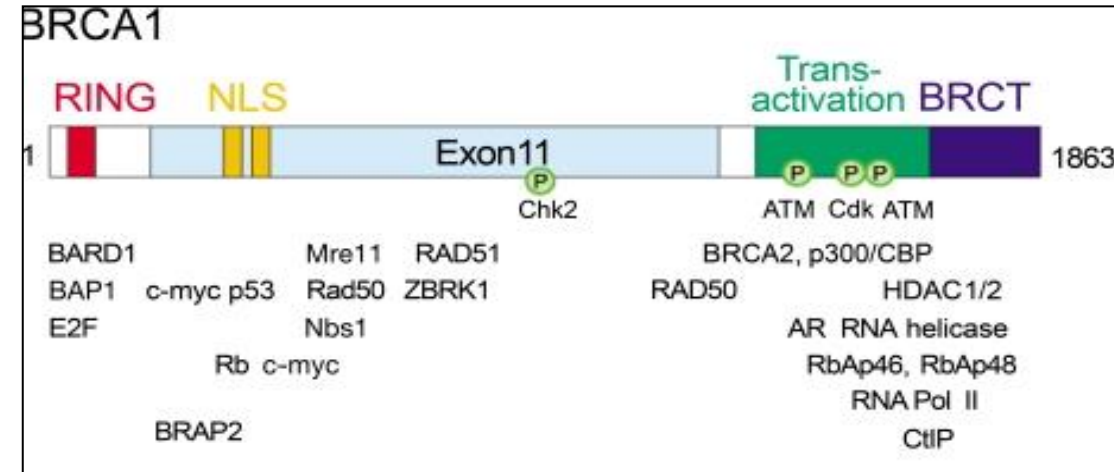 BRCA1
RING NLS Trans-
activation BRCT
1 Exon11 1863
P P P P
Chk2 ATM Cdk ATM
BARD1 Mre11 RAD51 BRCA2, p300/CBP
BAP1 c-myc p53 Rad50 ZBRK1 RAD50 HDAC1/2
E2F Nbs1 AR RNA helicase
Rb c-myc RbAp46, RbAp48
RNA Pol II
BRAP2 CtIP